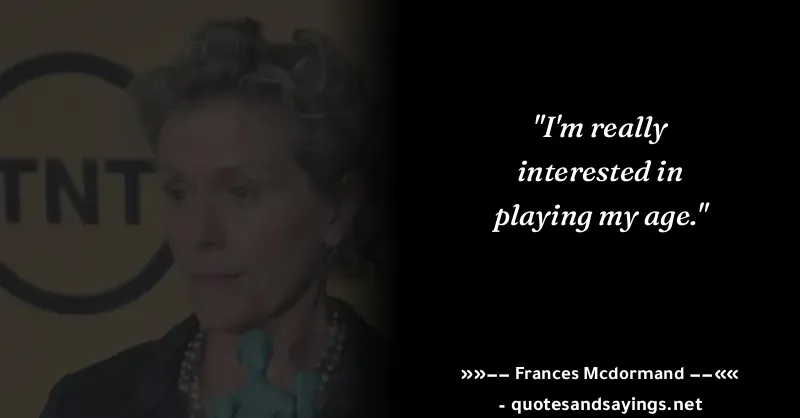 TNT
"I'm really
interested in
playing my age."
»»–– Frances Mcdormand ––««
- quotesandsayings.net